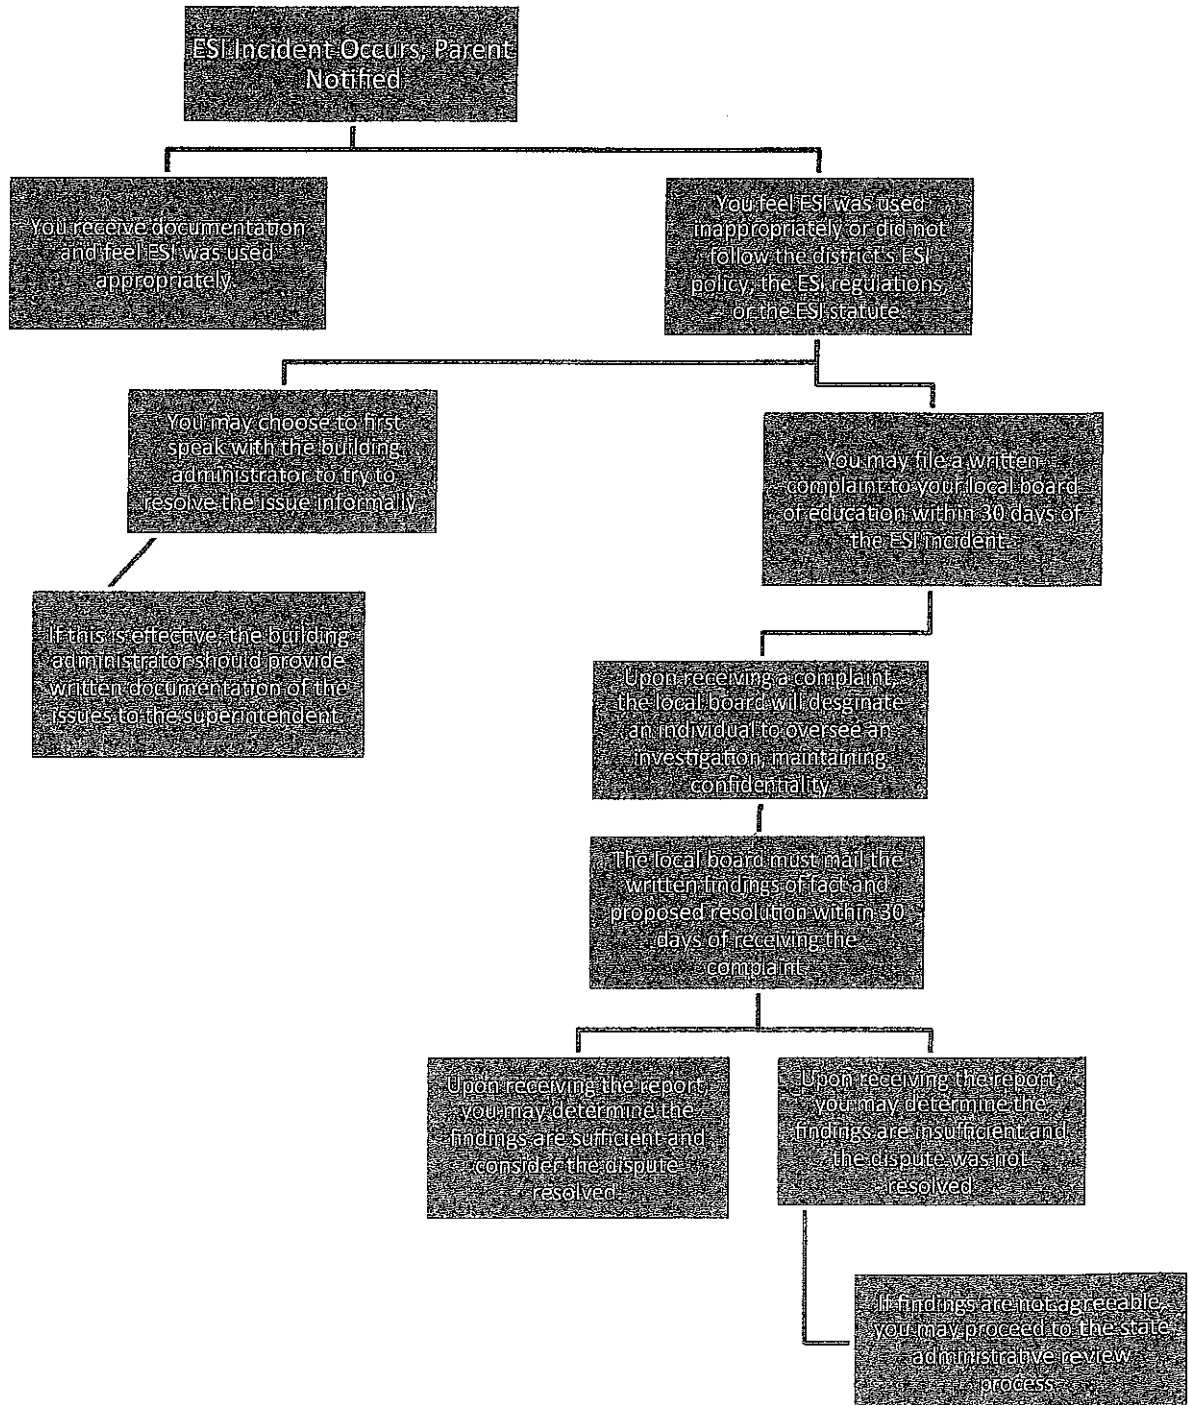 ESI Incident Occurs, Parent
Notified
You receive documentation
and feel ESI was used
appropriately.
You feel ESI was used
inappropriately or did not
follow the district's ESI
policy, the ESI regulations,
or the ESI statute.
You may choose to first
speak with the building
administrator to try to
resolve the issue informally
You may file a written
complaint to your local board
of education within 30 days of
the ESI incident.
If this is effective, the building
administrator should provide
written documentation of the
issues to the superintendent.
Upon receiving a complaint,
the local board will desginate
an individual to oversee an
investigation, maintaining
confidentiality.
The local board must mail the
written findings of fact and
proposed resolution within 30
days of receiving the
complaint.
Upon receiving the report,
you may determine the
findings are sufficient and
consider the dispute
resolved.
Upon receiving the report,
you may determine the
findings are insufficient and
the dispute was not
resolved.
If findings are not agreeable,
you may proceed to the state
administrative review
process.